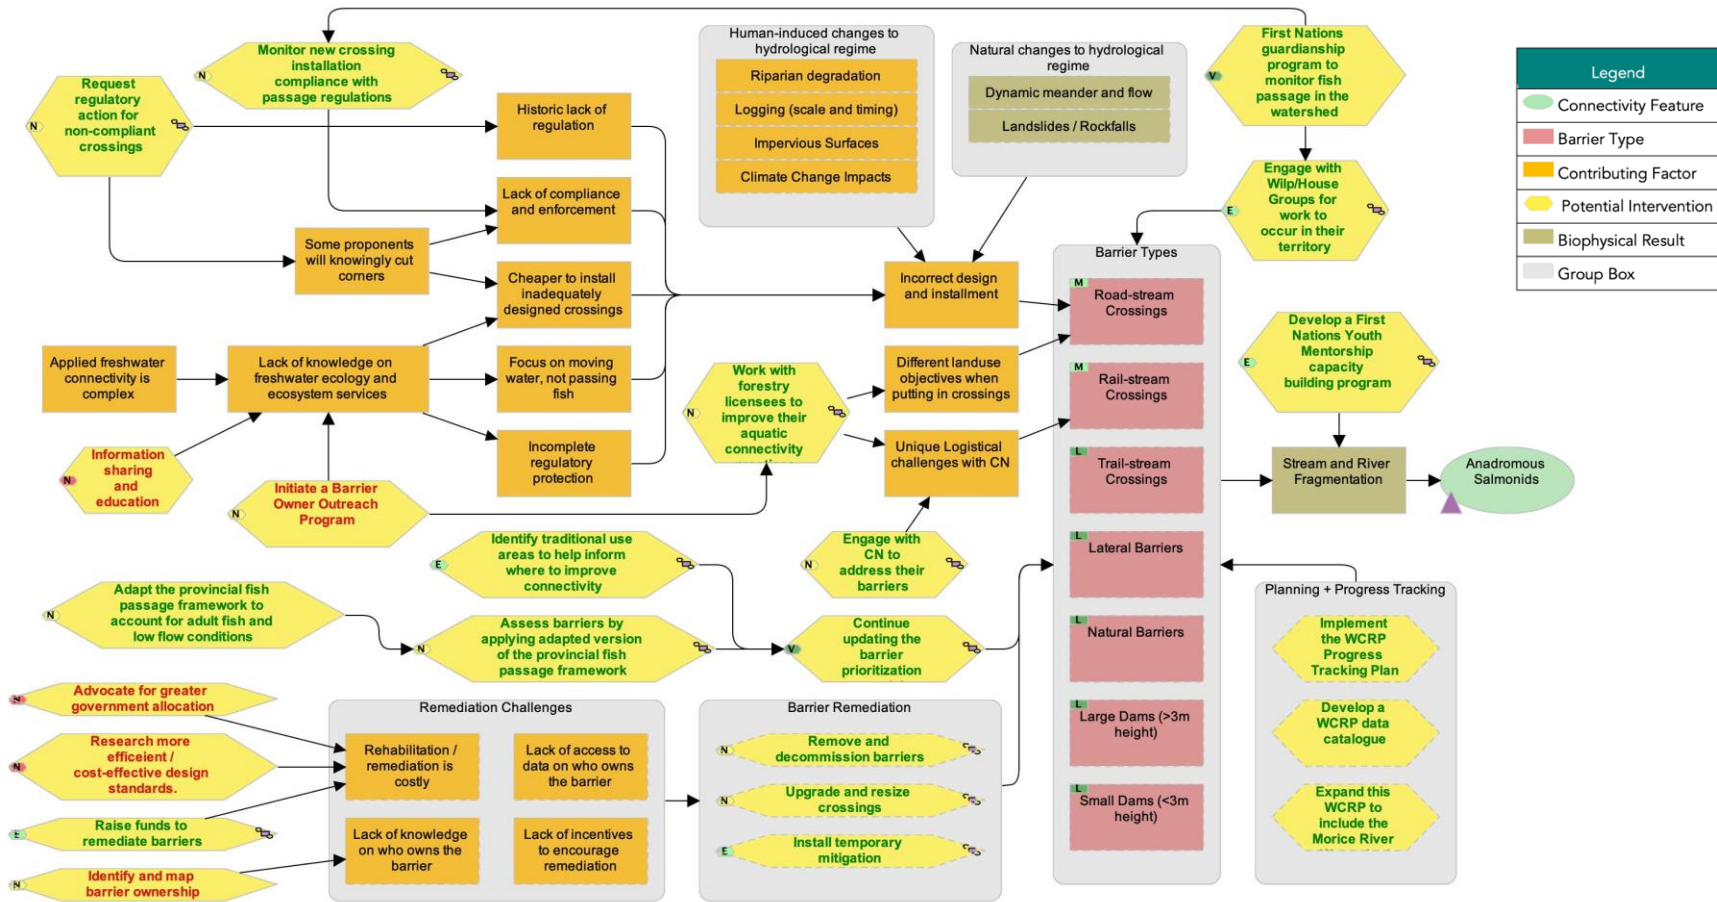 Monitor new crossing
installation
compliance with
passage regulations
N
Request
regulatory
action for
non-compliant
crossings
N
Historic lack of
regulation
Lack of compliance
and enforcement
Some proponents
will knowingly cut
corners
Cheaper to install
inadequately
designed crossings
Applied freshwater
connectivity is
complex
Lack of knowledge on
freshwater ecology and
ecosystem services
Focus on moving
water, not passing
fish
Incomplete
regulatory
protection
Information
sharing
and
education
N
Initiate a Barrier
Owner Outreach
Program
N
Human-induced changes to
hydrological regime
Riparian degradation
Logging (scale and timing)
Impervious Surfaces
Climate Change Impacts
Natural changes to hydrological
regime
Dynamic meander and flow
Landslides / Rockfalls
First Nations
guardianship
program to
monitor fish
passage in the
watershed
V
Engage with
Wilp/House
Groups for
work to
occur in their
territory
E
Incorrect design
and installment
Different landuse
objectives when
putting in crossings
Unique Logistical
challenges with CN
Work with
forestry
licensees to
improve their
aquatic
connectivity
N
Engage with
CN to
address their
barriers
N
Identify traditional use
areas to help inform
where to improve
connectivity
E
Adapt the provincial fish
passage framework to
account for adult fish and
low flow conditions
N
Assess barriers by
applying adapted version
of the provincial fish
passage framework
N
Continue
updating the
barrier
prioritization
V
Advocate for greater
government allocation
N
Research more
efficeient /
cost-effective design
standards.
N
Raise funds to
remediate barriers
E
Identify and map
barrier ownership
N
Remediation Challenges
Rehabilitation /
remediation is
costly
Lack of access to
data on who owns
the barrier
Lack of knowledge
on who owns the
barrier
Lack of incentives
to encourage
remediation
Barrier Remediation
Remove and
decommission barriers
N
Upgrade and resize
crossings
N
Install temporary
mitigation
E
Barrier Types
M
Road-stream
Crossings
M
Rail-stream
Crossings
L
Trail-stream
Crossings
L
Lateral Barriers
L
Natural Barriers
L
Large Dams (>3m
height)
L
Small Dams (<3m
height)
Develop a First
Nations Youth
Mentorship
capacity
building program
E
Stream and River
Fragmentation
Anadromous
Salmonids
Planning + Progress Tracking
Implement
the WCRP
Progress
Tracking Plan
Develop a
WCRP data
catalogue
Expand this
WCRP to
include the
Morice River
Legend
Connectivity Feature
Barrier Type
Contributing Factor
Potential Intervention
Biophysical Result
Group Box